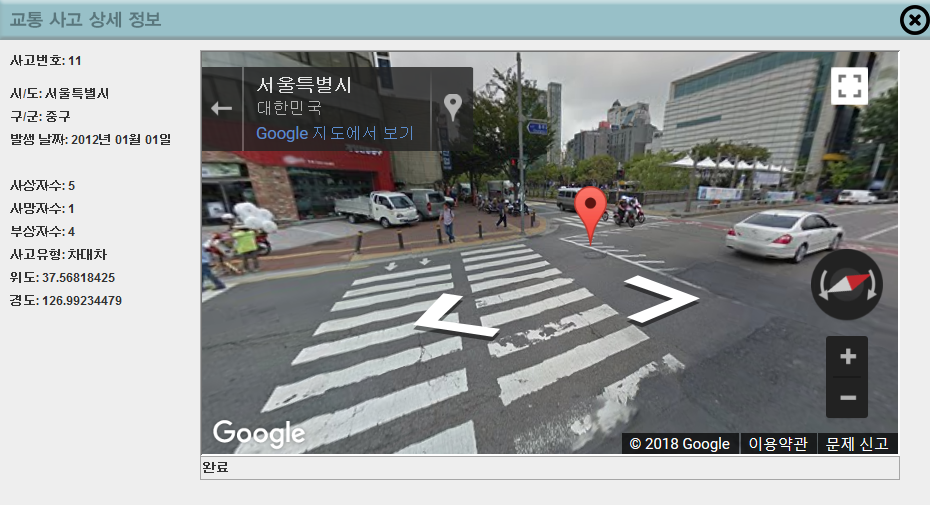 교통 사고 상세 정보
사고번호: 11
시/도: 서울특별시
구/군: 중구
발생 날짜: 2012년 01월 01일
사상자수: 5
사망자수: 1
부상자수: 4
사고유형: 차대차
위도: 37.56818425
경도: 126.99234479
서울특별시
대한민국
Google 지도에서 보기
Google
© 2018 Google
이용약관
문제 신고
완료